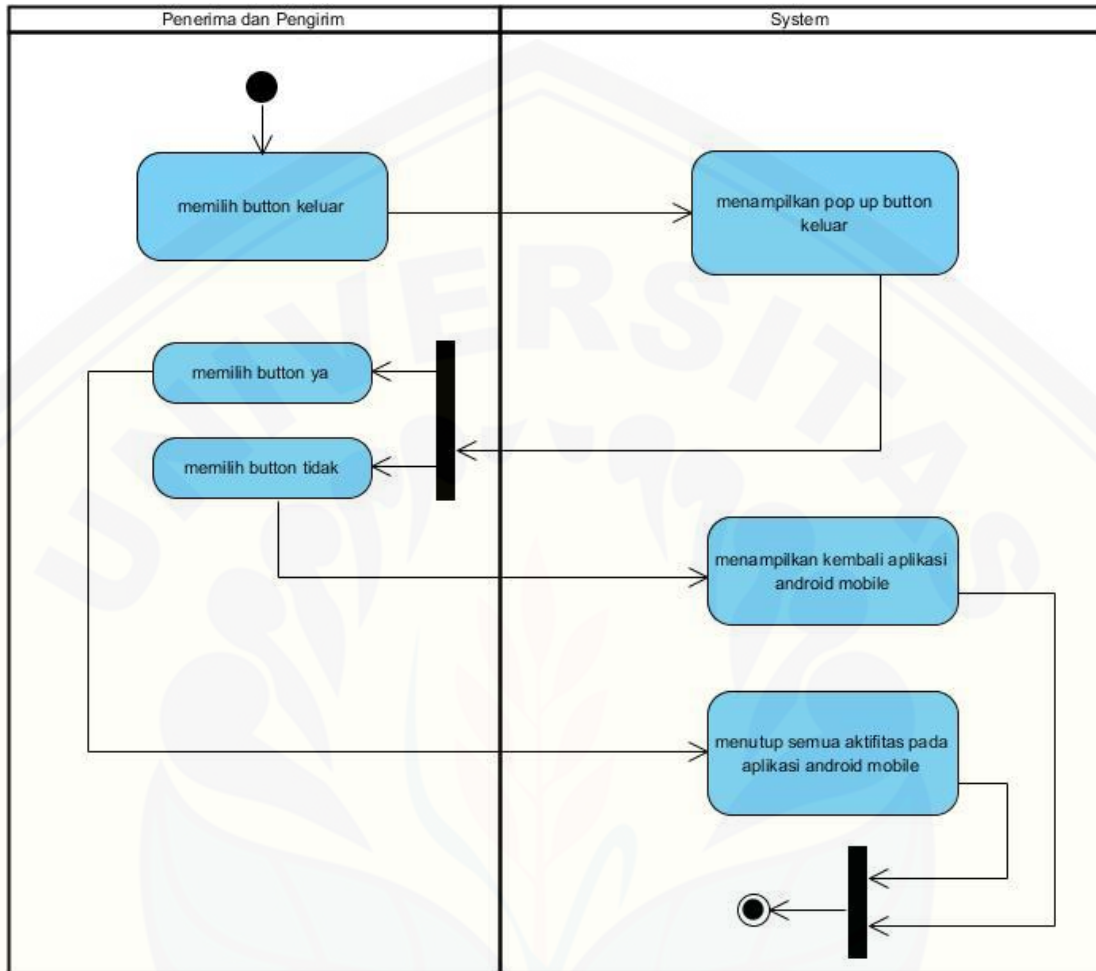 Penerima dan Pengirim
System
memilih button keluar
menampilkan pop up button
keluar
memilih button ya
memilih button tidak
menampilkan kembali aplikasi
android mobile
menutup semua aktifitas pada
aplikasi android mobile
UNIVERSITAS